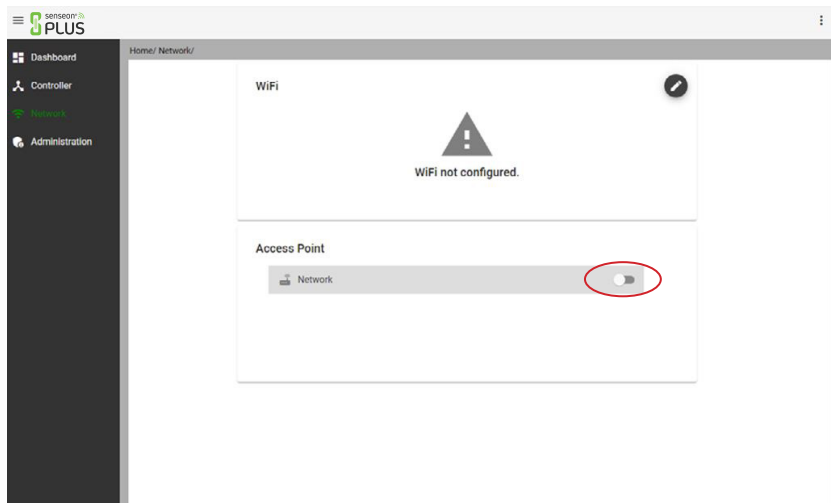 senseon
PLUS
Dashboard
Controller
Network
Administration
Home/ Network/
WiFi
WiFi not configured.
Access Point
Network